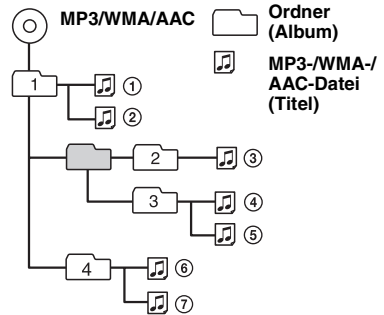 MP3/WMA/AAC
Ordner
(Album)
MP3-/WMA-/
AAC-Datei
(Titel)
1
①
②
2
③
3
④
⑤
4
⑥
⑦